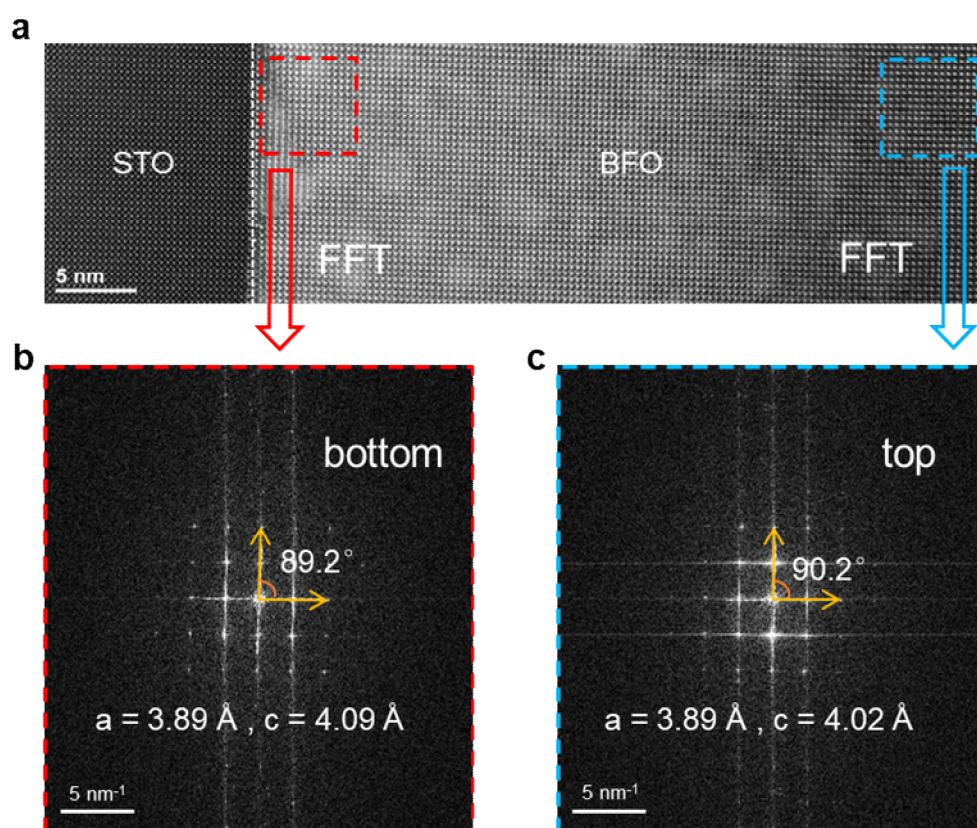 a
STO
BFO
FFT
FFT
5 nm
b
c
bottom
top
89.2°
90.2°
a = 3.89 Å , c = 4.09 Å
a = 3.89 Å , c = 4.02 Å
5 nm⁻¹
5 nm⁻¹